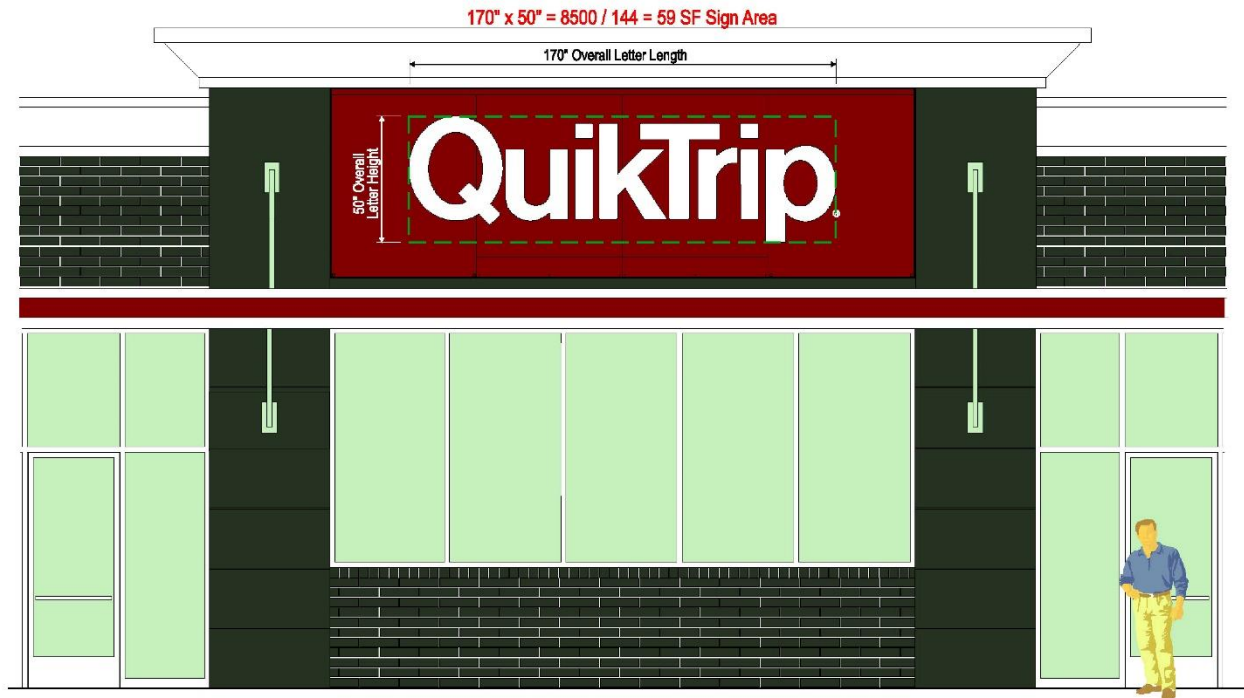 170" x 50" = 8500 / 144 = 59 SF Sign Area
170" Overall Letter Length
50" Overall
Letter Height
QuikTrip®